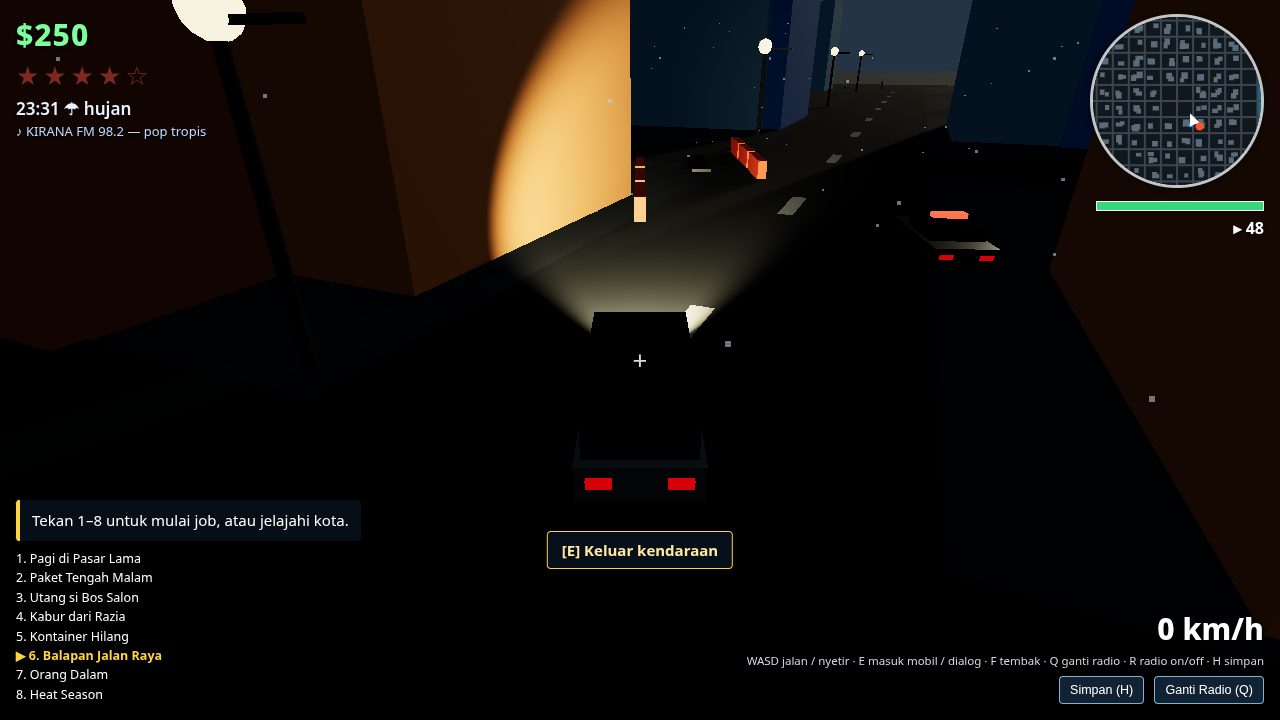 $250
★ ★ ★ ★ ☆
23:31 ☂ hujan
♪ KIRANA FM 98.2 — pop tropis
▸ 48
Tekan 1–8 untuk mulai job, atau jelajahi kota.
1. Pagi di Pasar Lama
2. Paket Tengah Malam
3. Utang si Bos Salon
4. Kabur dari Razia
5. Kontainer Hilang
▶ 6. Balapan Jalan Raya
7. Orang Dalam
8. Heat Season
[E] Keluar kendaraan
0 km/h
WASD jalan / nyetir · E masuk mobil / dialog · F tembak · Q ganti radio · R radio on/off · H simpan
Simpan (H)
Ganti Radio (Q)